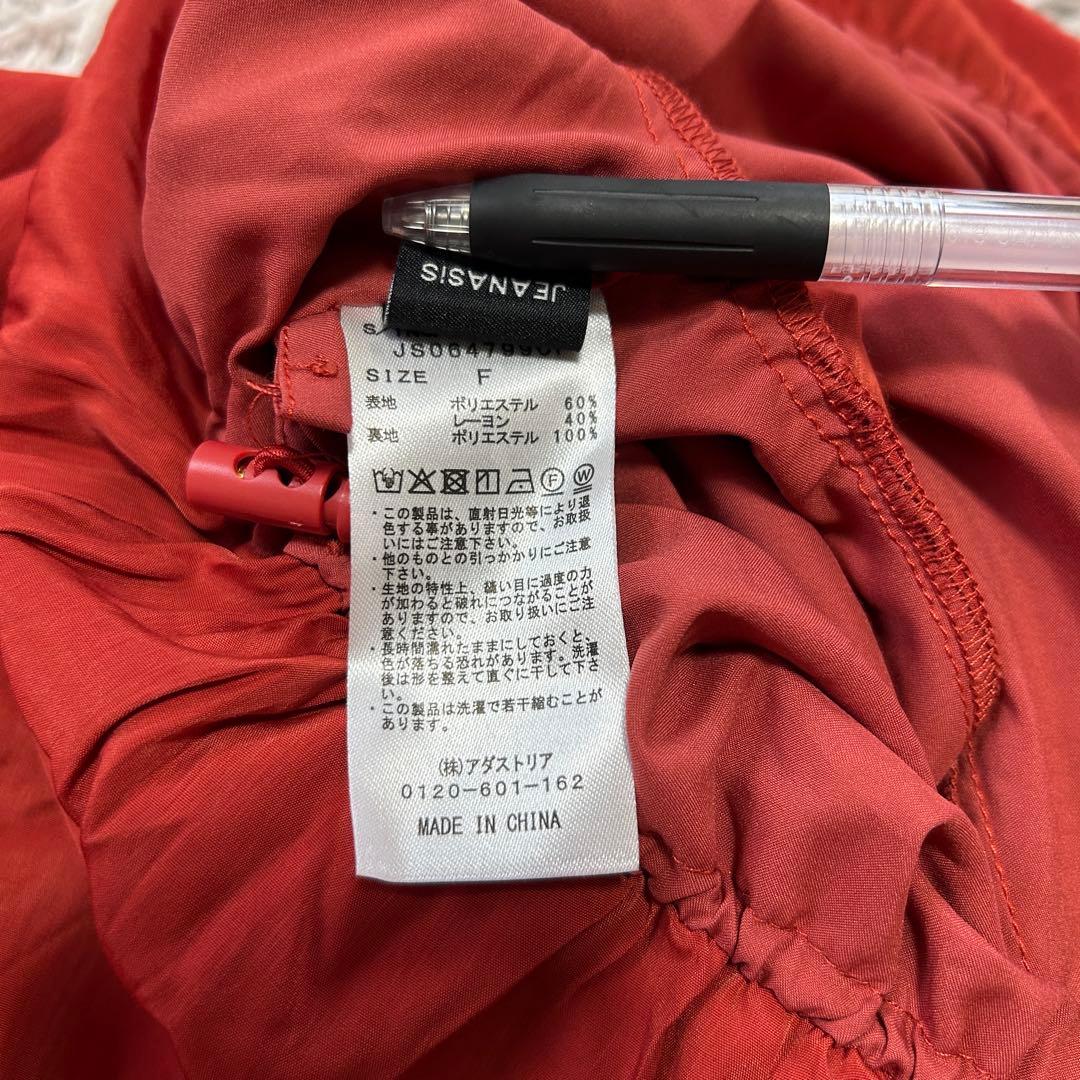 JEANASiS
SIZE F
表地 ポリエステル 60%
レーヨン 40%
裏地 ポリエステル 100%
・この製品は、直射日光等により退
色する事がありますので、お取扱
いにはご注意下さい。
・他のものとの引っかかりにご注意
下さい。
・生地の特性上、縫い目に過度の力
が加わると破れにつながることが
ありますので、お取り扱いにご注
意ください。
・長時間濡れたままにしておくと、
色が落ちる恐れがあります。洗濯
後は形を整えて直ぐに干して下さ
い。
・この製品は洗濯で若干縮むことが
あります。
(株)アダストリア
0120-601-162
MADE IN CHINA